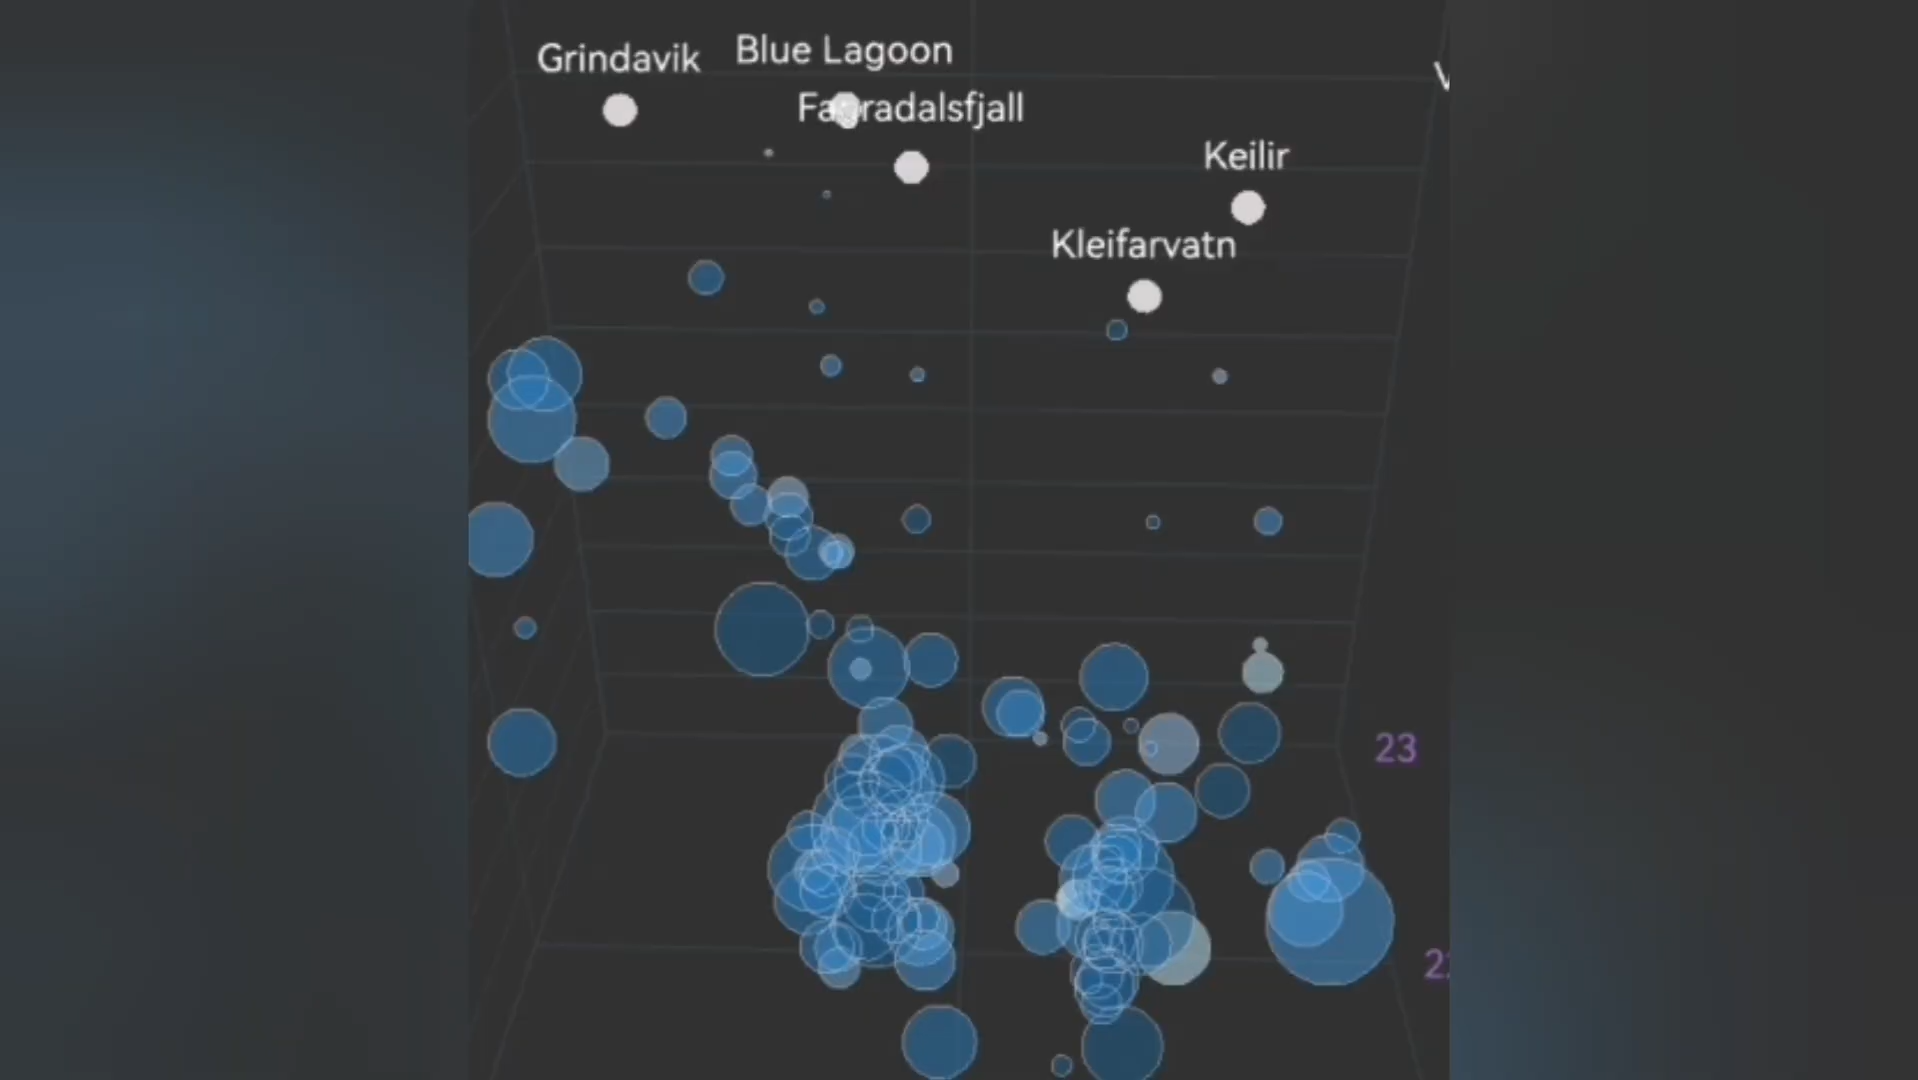 Grindavik
Blue Lagoon
Fagradalsfjall
Keilir
Kleifarvatn
23